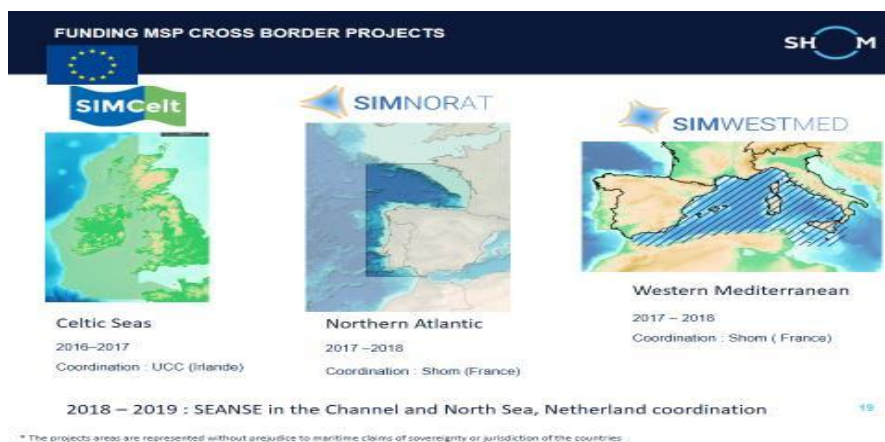 FUNDING MSP CROSS BORDER PROJECTS
SHOM
SIMCelt
SIMNORAT
SIMWESTMED
Celtic Seas
2016–2017
Coordination : UCC (Irlande)
Northern Atlantic
2017 –2018
Coordination : Shom (France)
Western Mediterranean
2017 – 2018
Coordination : Shom ( France)
2018 – 2019 : SEANSE in the Channel and North Sea, Netherland coordination
19
* The projects areas are represented without prejudice to maritime claims of sovereignty or jurisdiction of the countries